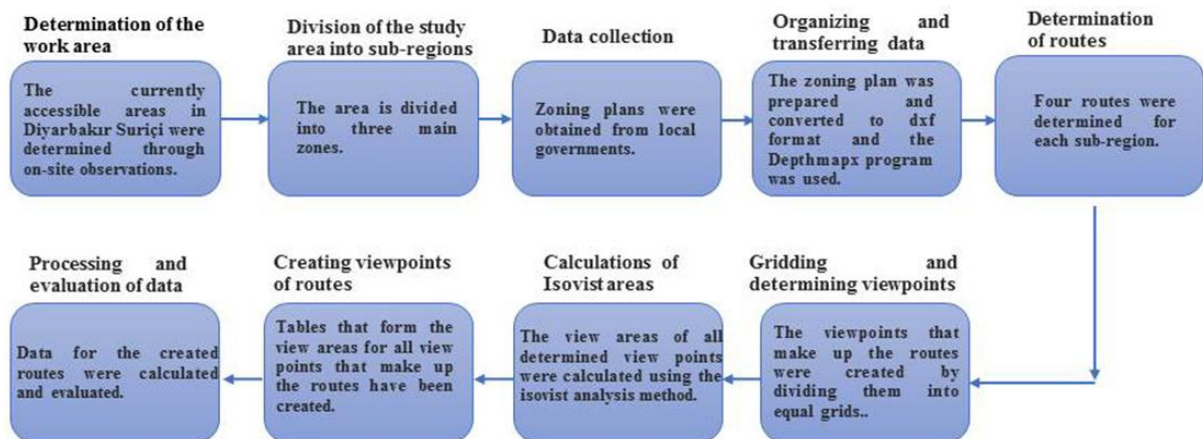 Determination of the
work area
The currently
accessible areas in
Diyarbakır Suriçi were
determined through
on-site observations.
Division of the study
area into sub-regions
The area is divided
into three main
zones.
Data collection
Zoning plans were
obtained from local
governments.
Organizing and
transferring data
The zoning plan was
prepared and
converted to dxf
format and the
Depthmapx program
was used.
Determination
of routes
Four routes were
determined for
each sub-region.
Gridding and
determining viewpoints
The viewpoints that
make up the routes
were created by
dividing them into
equal grids..
Calculations of
Isovist areas
The view areas of all
determined view points
were calculated using the
isovist analysis method.
Creating viewpoints
of routes
Tables that form the
view areas for all view
points that make up
the routes have been
created.
Processing and
evaluation of data
Data for the created
routes were calculated
and evaluated.